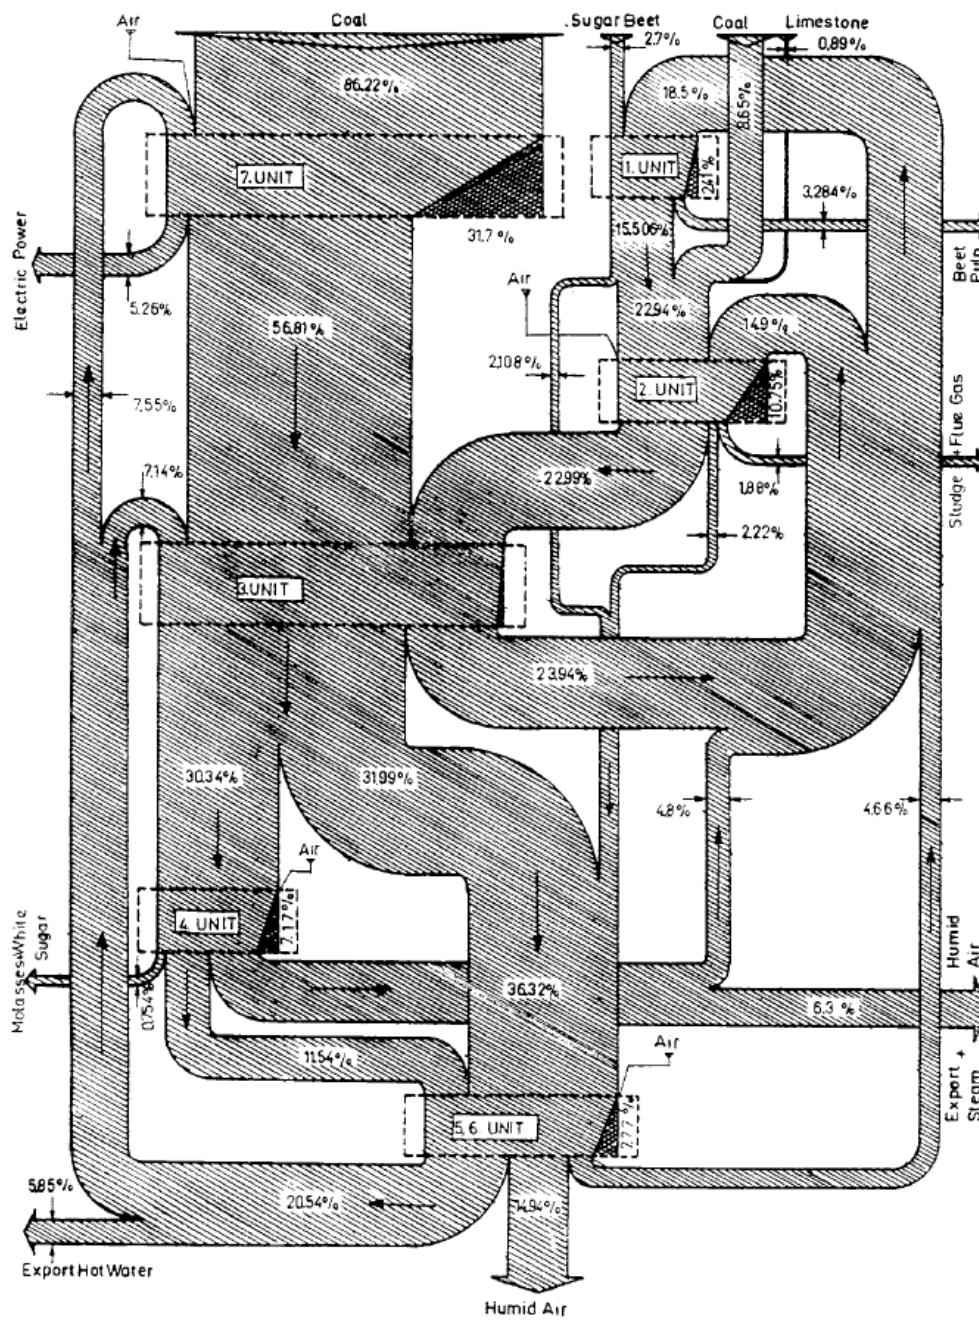 Air
Coal
Sugar Beet
Coal
Limestone
2.7%
0,89%
86.22%
18.5%
8.65%
7. UNIT
1. UNIT
2.41%
31.7%
3,284%
15.506%
Electric Power
Beet Pulp
Air
5.26%
56.81%
22.94%
14.9%
2,108%
2. UNIT
10.75%
7.55%
Sludge + Flue Gas
7.14%
22.99%
1,88%
2.22%
3.UNIT
23.94%
30.34%
31.99%
4.8%
4.66%
Air
4. UNIT
2.17%
Molasses+White Sugar
Humid Air
0.754%
36.32%
6.3 %
11.54%
Air
5,6. UNIT
2.77%
Export + Steam
5.85%
20.54%
14.94%
Export Hot Water
Humid Air